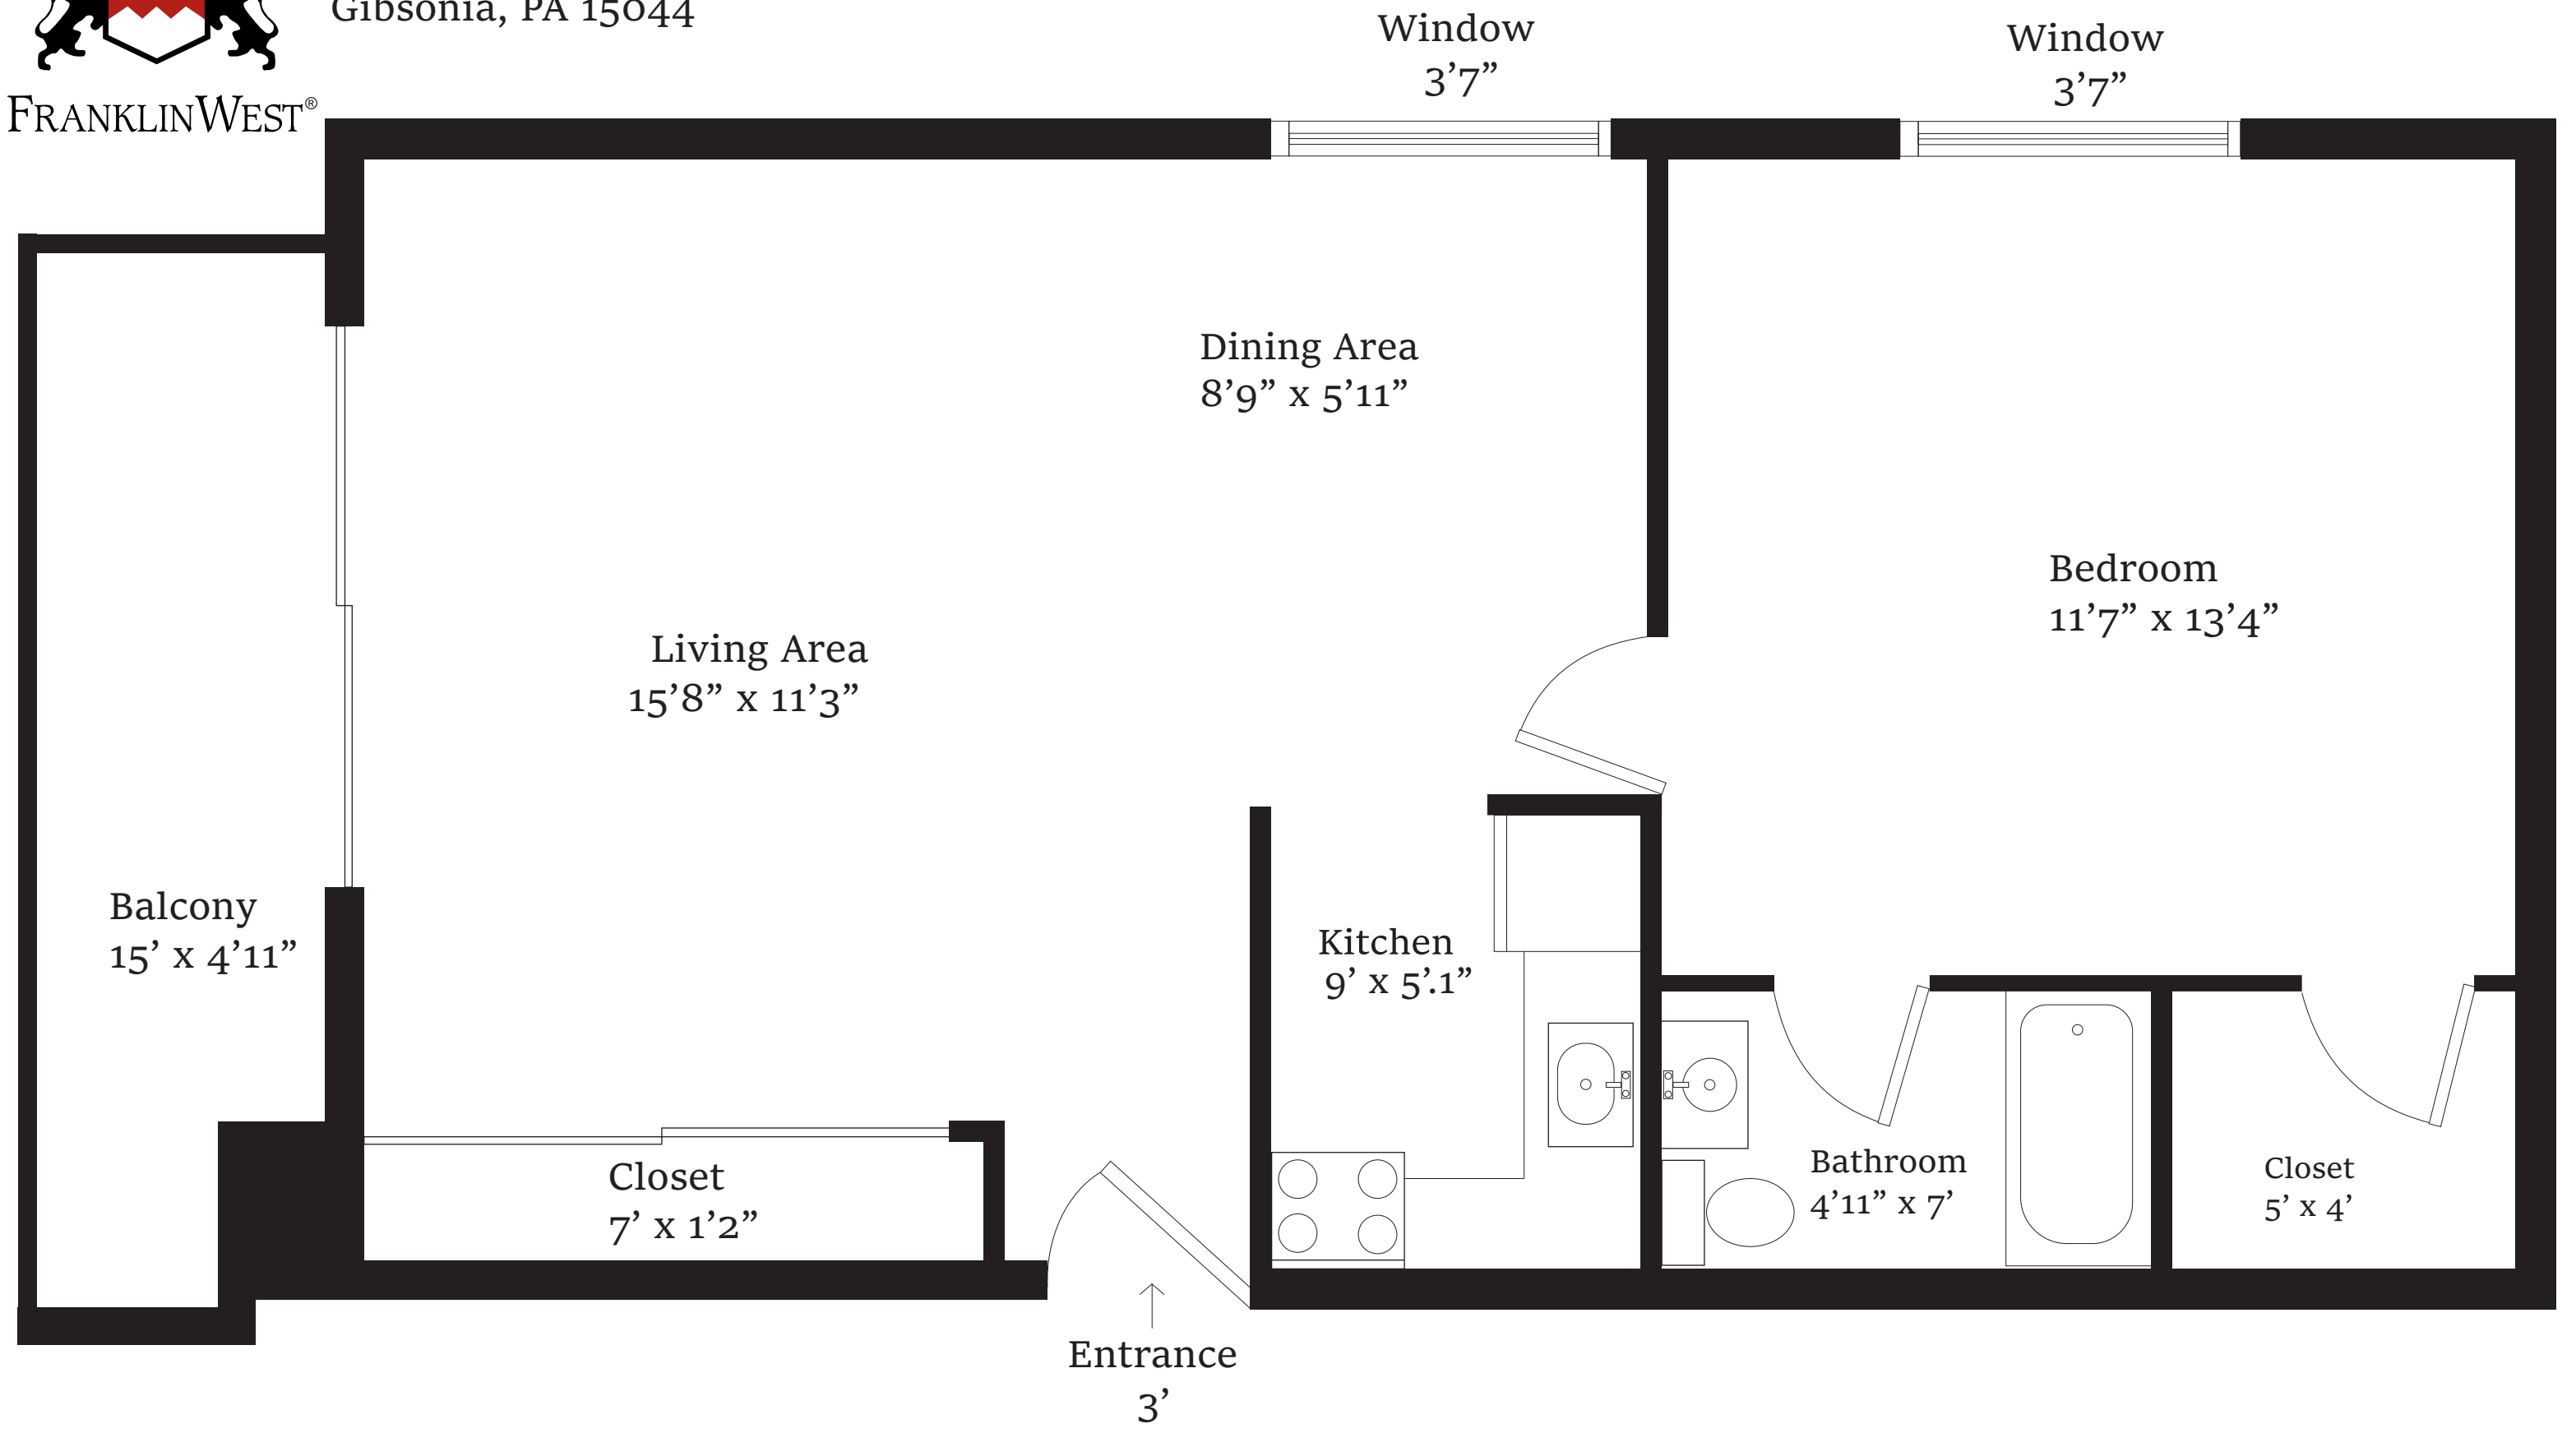 Gibsonia, PA 15044
FRANKLINWEST®
Window
3’7”
Window
3’7”
Dining Area
8’9” x 5’11”
Bedroom
11’7” x 13’4”
Living Area
15’8” x 11’3”
Balcony
15’ x 4’11”
Kitchen
9’ x 5’.1”
Closet
7’ x 1’2”
Bathroom
4’11” x 7’
Closet
5’ x 4’
Entrance
3’